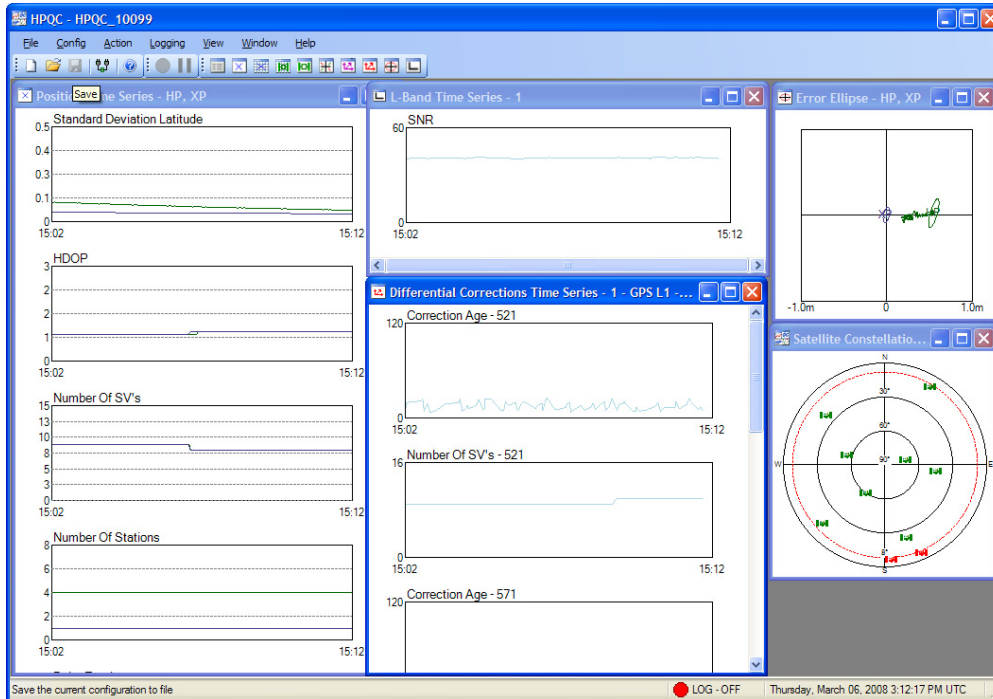 HPQC - HPQC_10099
File Config Action Logging View Window Help
Save
Position Time Series - HP, XP
Standard Deviation Latitude
0.5
0.4
0.3
0.1
0
15:02 15:12
HDOP
3
2
2
1
0
15:02 15:12
Number Of SV's
15
13
10
8
5
3
0
15:02 15:12
Number Of Stations
8
6
4
2
0
15:02 15:12
L-Band Time Series - 1
SNR
60
0
15:02 15:12
Differential Corrections Time Series - 1 - GPS L1 - ...
Correction Age - 521
120
0
15:02 15:12
Number Of SV's - 521
16
0
15:02 15:12
Correction Age - 571
120
Error Ellipse - HP, XP
-1.0m 0 1.0m
Satellite Constellatio...
N
30°
60°
90°
W E
8°
S
Save the current configuration to file
LOG - OFF
Thursday, March 06, 2008 3:12:17 PM UTC